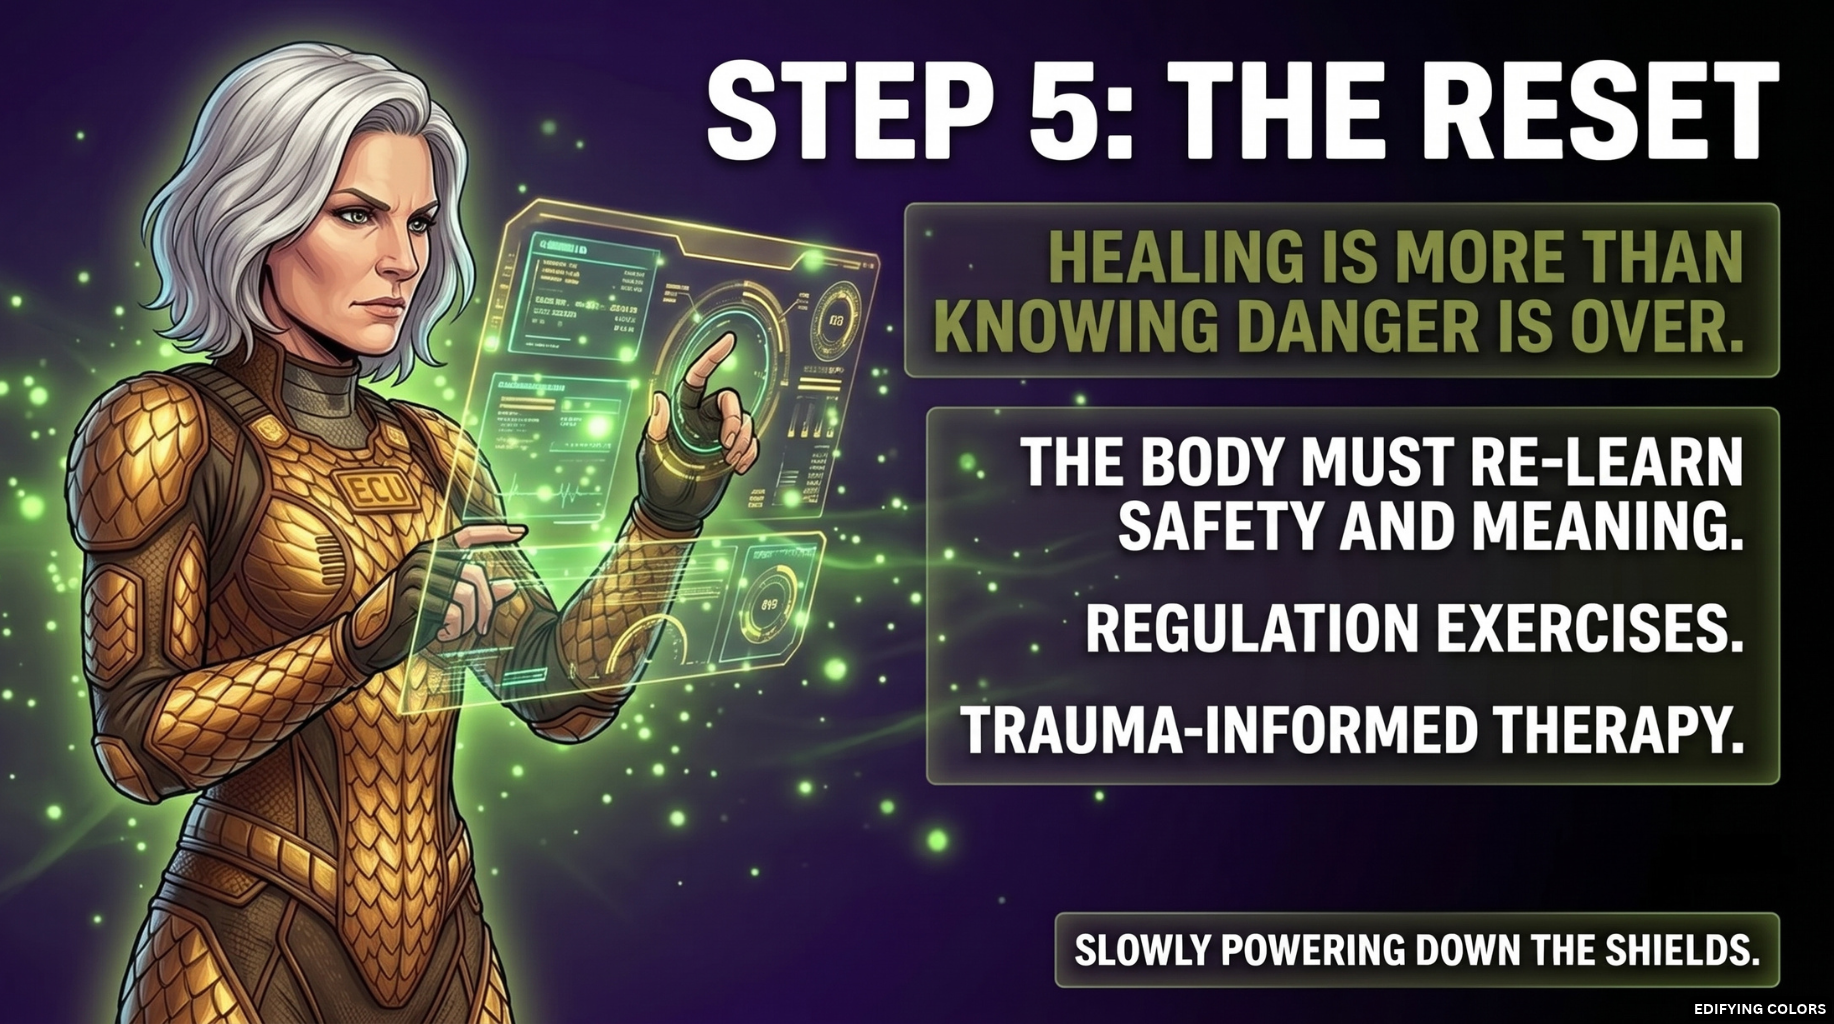 STEP 5: THE RESET
HEALING IS MORE THAN
KNOWING DANGER IS OVER.
THE BODY MUST RE-LEARN
SAFETY AND MEANING.
REGULATION EXERCISES.
TRAUMA-INFORMED THERAPY.
ECU
SLOWLY POWERING DOWN THE SHIELDS.
EDIFYING COLORS